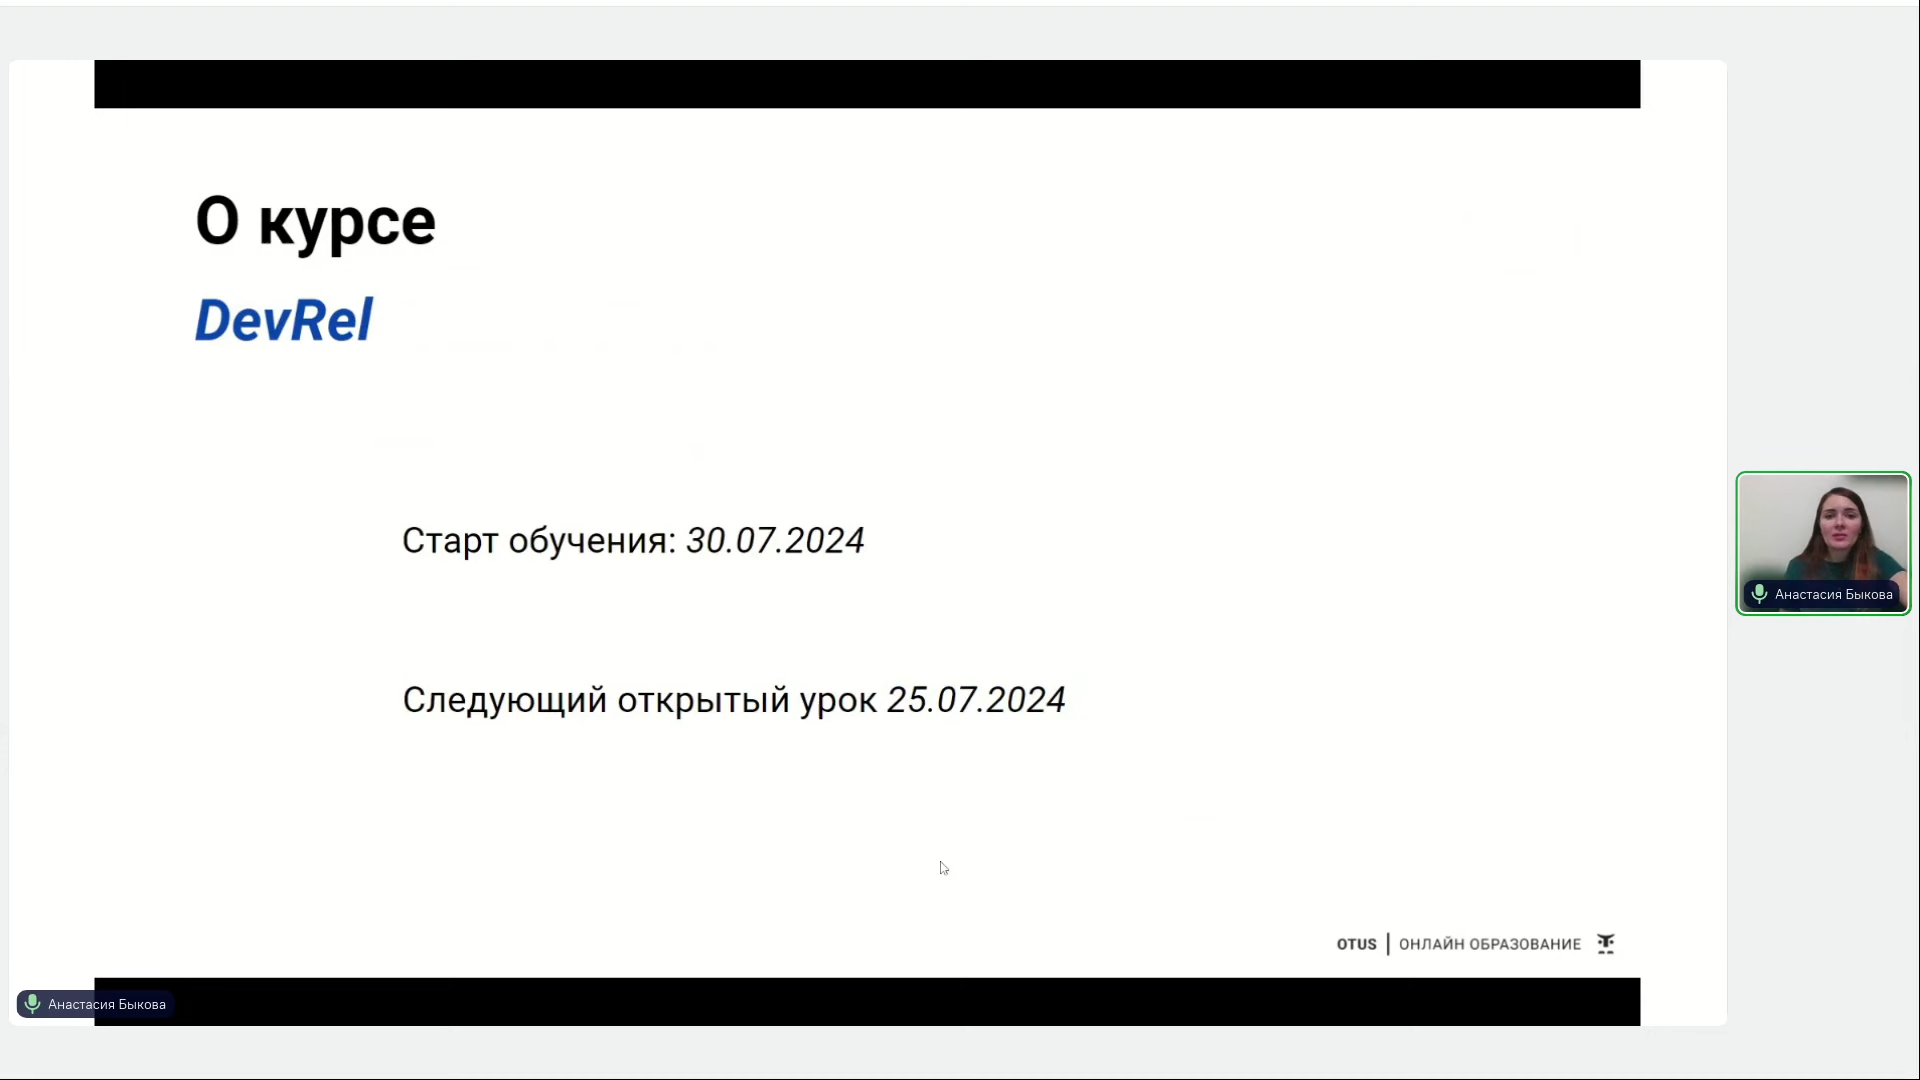 О курсе
DevRel
Старт обучения: 30.07.2024
Следующий открытый урок 25.07.2024
Анастасия Быкова
OTUS | ОНЛАЙН ОБРАЗОВАНИЕ
Анастасия Быкова